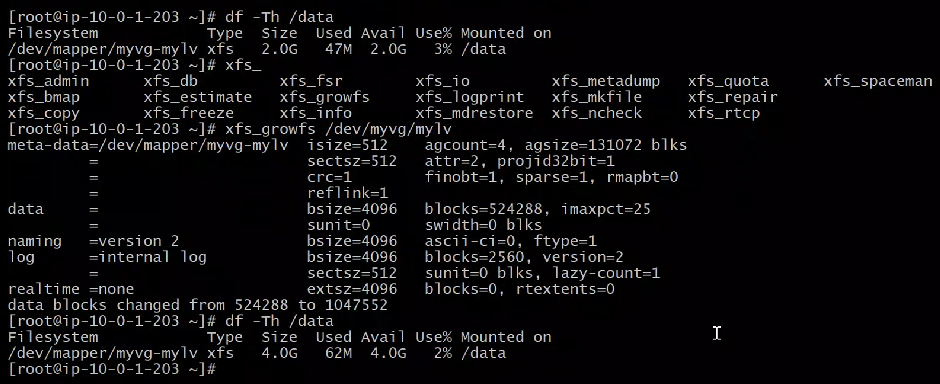 [root@ip-10-0-1-203 ~]# df -Th /data
Filesystem             Type  Size  Used Avail Use% Mounted on
/dev/mapper/myvg-mylv xfs   2.0G   47M  2.0G   3% /data
[root@ip-10-0-1-203 ~]# xfs_
xfs_admin      xfs_db         xfs_fsr        xfs_io         xfs_metadump   xfs_quota      xfs_spaceman
xfs_bmap       xfs_estimate   xfs_growfs     xfs_logprint   xfs_mkfile     xfs_repair
xfs_copy       xfs_freeze     xfs_info       xfs_mdrestore  xfs_ncheck     xfs_rtcp
[root@ip-10-0-1-203 ~]# xfs_growfs /dev/myvg/mylv
meta-data=/dev/mapper/myvg-mylv  isize=512    agcount=4, agsize=131072 blks
         =                       sectsz=512   attr=2, projid32bit=1
         =                       crc=1        finobt=1, sparse=1, rmapbt=0
         =                       reflink=1
data     =                       bsize=4096   blocks=524288, imaxpct=25
         =                       sunit=0      swidth=0 blks
naming   =version 2              bsize=4096   ascii-ci=0, ftype=1
log      =internal log           bsize=4096   blocks=2560, version=2
         =                       sectsz=512   sunit=0 blks, lazy-count=1
realtime =none                   extsz=4096   blocks=0, rtextents=0
data blocks changed from 524288 to 1047552
[root@ip-10-0-1-203 ~]# df -Th /data
Filesystem             Type  Size  Used Avail Use% Mounted on
/dev/mapper/myvg-mylv xfs   4.0G   62M  4.0G   2% /data
[root@ip-10-0-1-203 ~]#